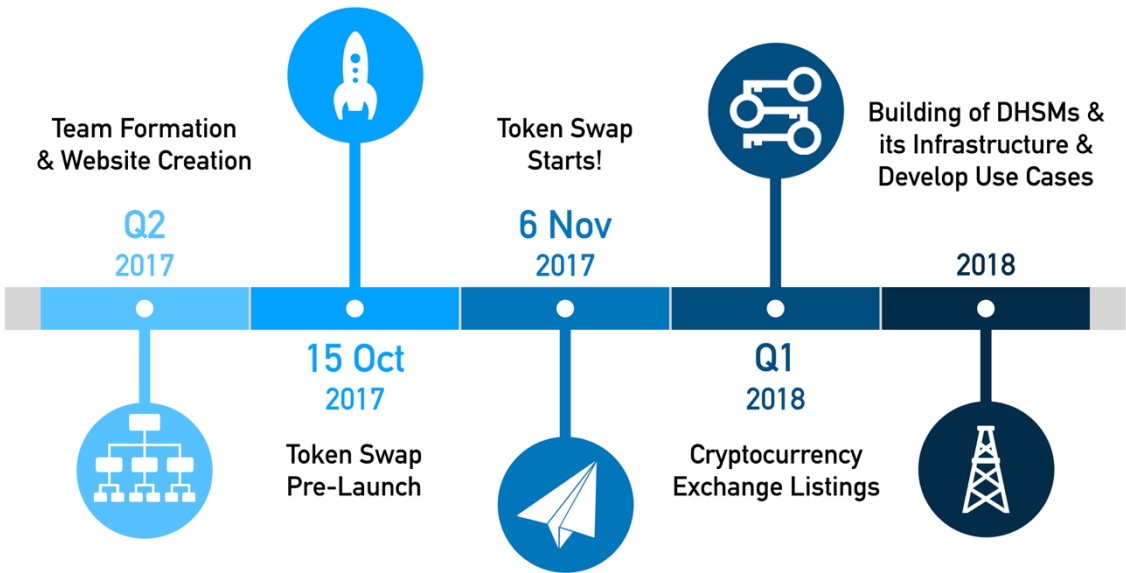 Team Formation
& Website Creation
Q2
2017
15 Oct
2017
Token Swap
Pre-Launch
Token Swap
Starts!
6 Nov
2017
Q1
2018
Cryptocurrency
Exchange Listings
Building of DHSMs &
its Infrastructure &
Develop Use Cases
2018